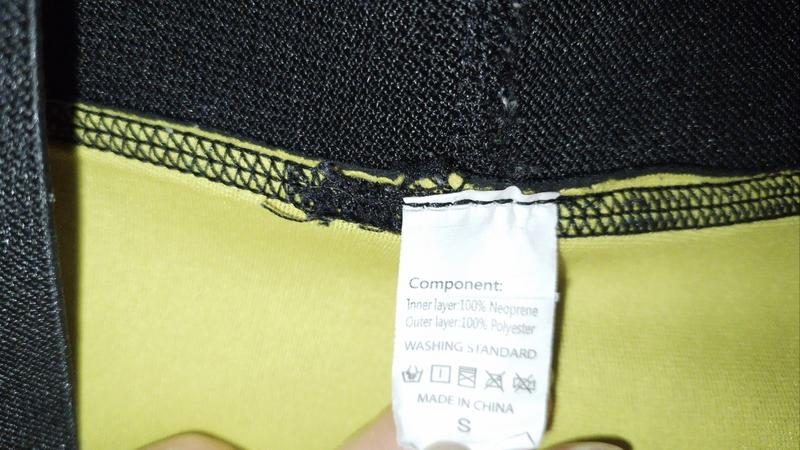 Component:
Inner layer:100% Neoprene
Outer layer:100% Polyester
WASHING STANDARD
MADE IN CHINA
S